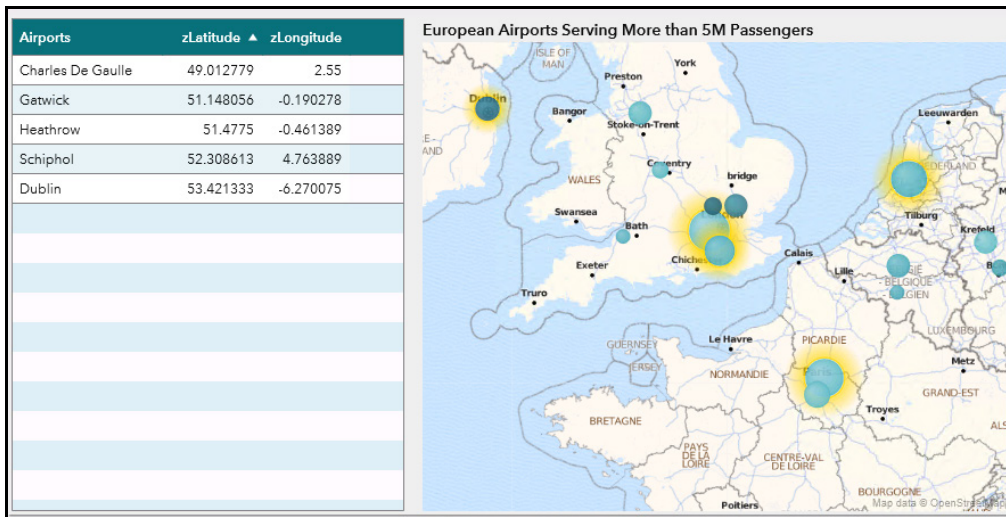 Airports zLatitude ▲ zLongitude
Charles De Gaulle 49.012779 2.55
Gatwick 51.148056 -0.190278
Heathrow 51.4775 -0.461389
Schiphol 52.308613 4.763889
Dublin 53.421333 -6.270075
European Airports Serving More than 5M Passengers
ISLE OF
MAN
York
Preston
Dublin
Bangor
Stoke-on-Trent
Leeuwarden
NEDERLAND
Coventry
WALES
bridge
Swansea
Bath
Tilburg
Krefeld
Calais
Exeter
Lille
BELGIQUE
Truro
Le Havre
LUXEMBOURG
GUERNSEY
JERSEY
PICARDIE
Metz
NORMANDIE
Paris
GRAND-EST
Troyes
BRETAGNE
PAYS
DE LA
LOIRE
CENTRE-VAL
DE LOIRE
BOURGOGNE
Poitiers
Map data ©